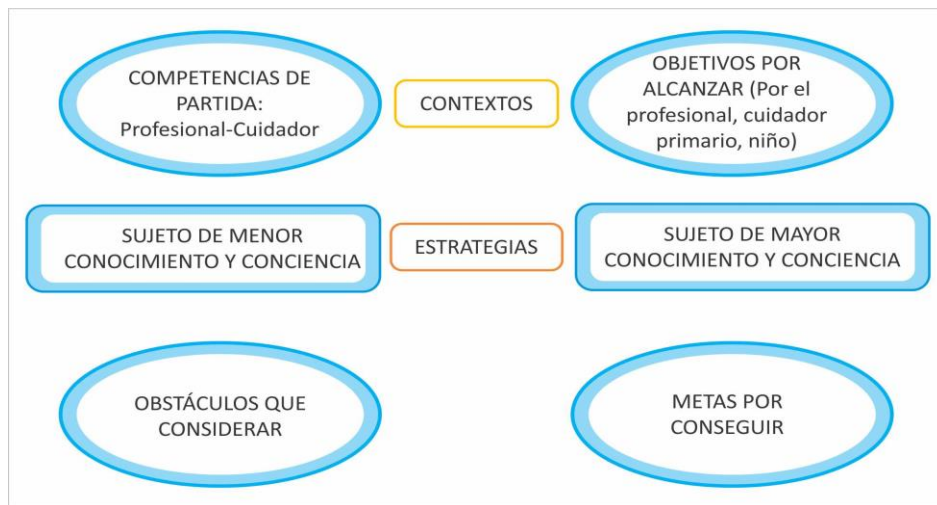 COMPETENCIAS DE
PARTIDA:
Profesional-Cuidador
CONTEXTOS
OBJETIVOS POR
ALCANZAR (Por el
profesional, cuidador
primario, niño)
SUJETO DE MENOR
CONOCIMIENTO Y CONCIENCIA
ESTRATEGIAS
SUJETO DE MAYOR
CONOCIMIENTO Y CONCIENCIA
OBSTÁCULOS QUE
CONSIDERAR
METAS POR
CONSEGUIR